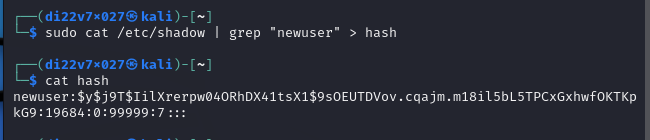 ┌──(di22v7×027㉿kali)-[~]
└─$ sudo cat /etc/shadow | grep "newuser" > hash
┌──(di22v7×027㉿kali)-[~]
└─$ cat hash
newuser:$y$j9T$IilXrerpw04ORhDX41tsX1$9sOEUTDVov.cqajm.m18il5bL5TPCxGxhwfOKTKp
kG9:19684:0:99999:7:::